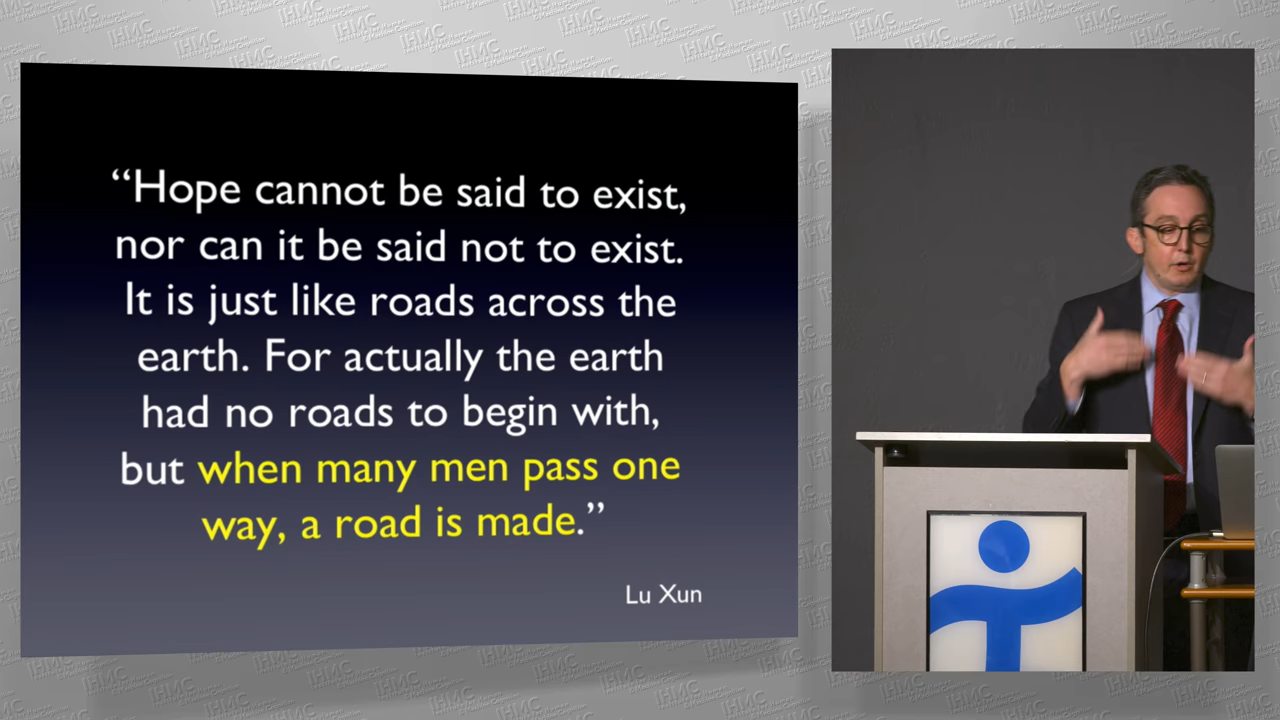 “Hope cannot be said to exist,
nor can it be said not to exist.
It is just like roads across the
earth. For actually the earth
had no roads to begin with,
but when many men pass one
way, a road is made.”
Lu Xun
IHMC